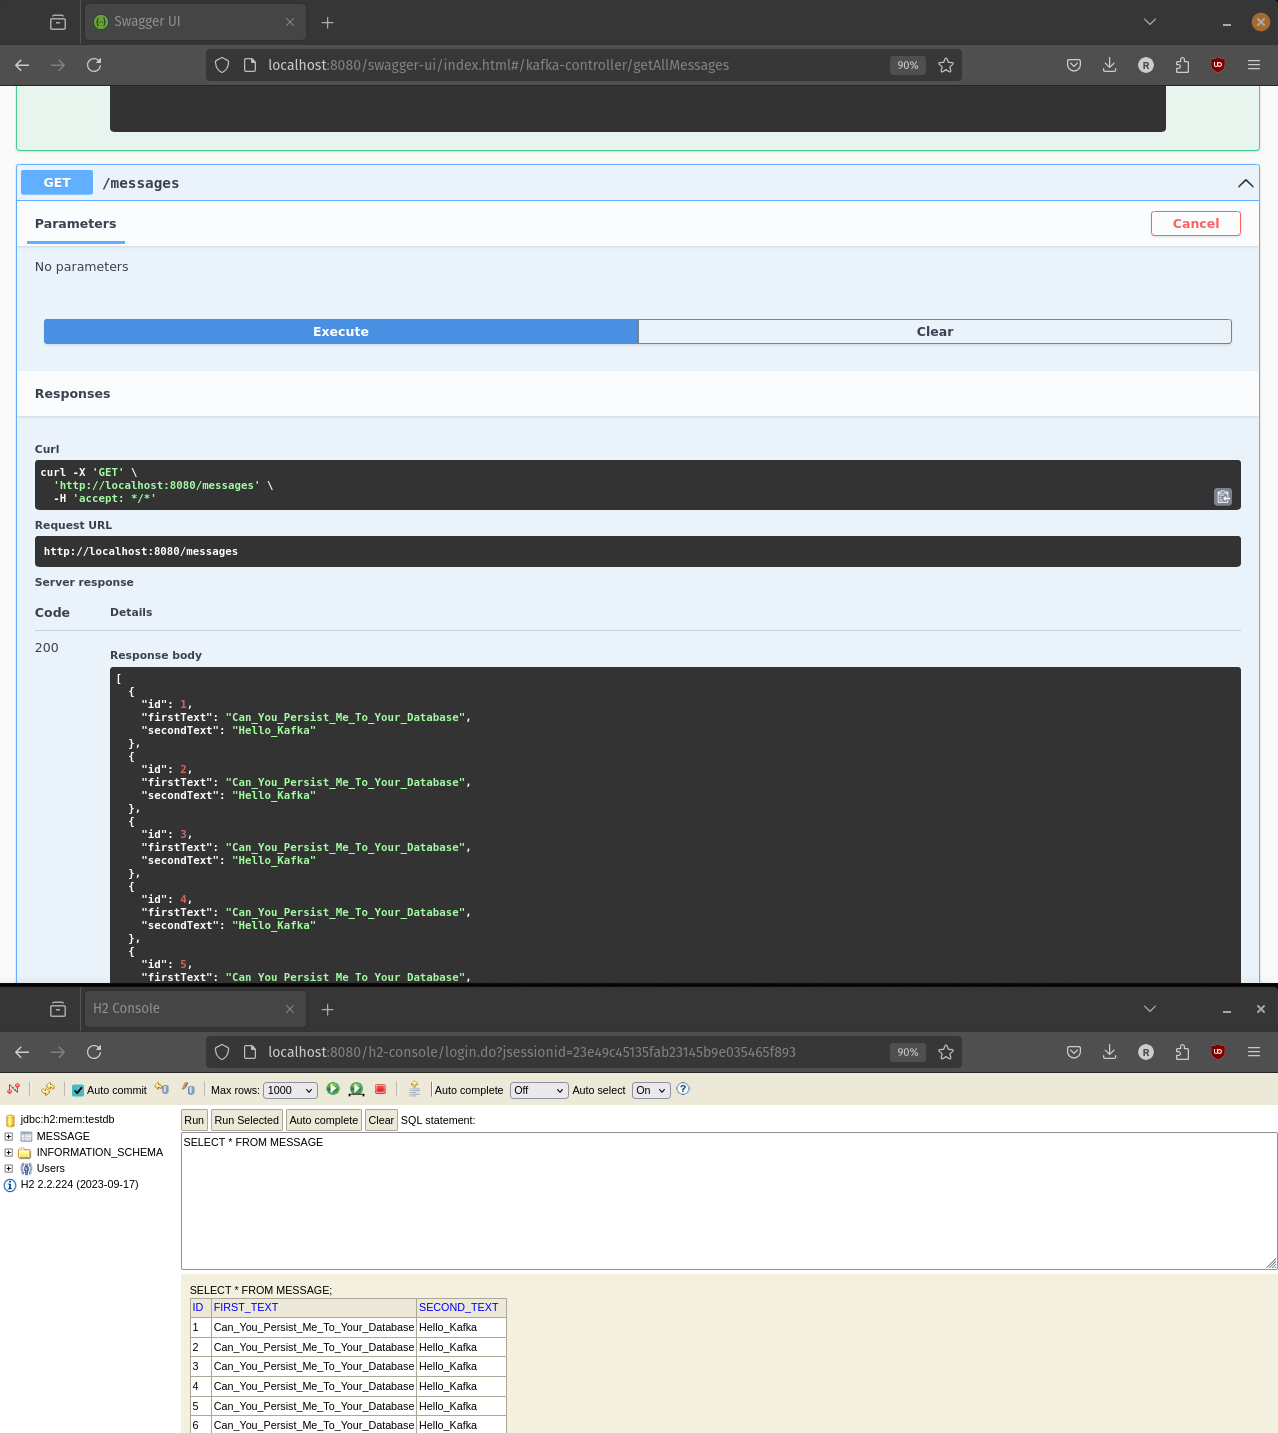 Swagger UI
localhost:8080/swagger-ui/index.html#/kafka-controller/getAllMessages 90%
GET /messages
Parameters Cancel
No parameters
Execute Clear
Responses
Curl
curl -X 'GET' \
'http://localhost:8080/messages' \
-H 'accept: */*'
Request URL
http://localhost:8080/messages
Server response
Code Details
200
Response body
[
{
"id": 1,
"firstText": "Can_You_Persist_Me_To_Your_Database",
"secondText": "Hello_Kafka"
},
{
"id": 2,
"firstText": "Can_You_Persist_Me_To_Your_Database",
"secondText": "Hello_Kafka"
},
{
"id": 3,
"firstText": "Can_You_Persist_Me_To_Your_Database",
"secondText": "Hello_Kafka"
},
{
"id": 4,
"firstText": "Can_You_Persist_Me_To_Your_Database",
"secondText": "Hello_Kafka"
},
{
"id": 5,
"firstText": "Can_You_Persist_Me_To_Your_Database",
H2 Console
localhost:8080/h2-console/login.do?jsessionid=23e49c45135fab23145b9e035465f893 90%
Auto commit Max rows: 1000 Auto complete Off Auto select On
jdbc:h2:mem:testdb
MESSAGE
INFORMATION_SCHEMA
Users
H2 2.2.224 (2023-09-17)
Run Run Selected Auto complete Clear SQL statement:
SELECT * FROM MESSAGE
SELECT * FROM MESSAGE;
ID FIRST_TEXT SECOND_TEXT
1 Can_You_Persist_Me_To_Your_Database Hello_Kafka
2 Can_You_Persist_Me_To_Your_Database Hello_Kafka
3 Can_You_Persist_Me_To_Your_Database Hello_Kafka
4 Can_You_Persist_Me_To_Your_Database Hello_Kafka
5 Can_You_Persist_Me_To_Your_Database Hello_Kafka
6 Can_You_Persist_Me_To_Your_Database Hello_Kafka